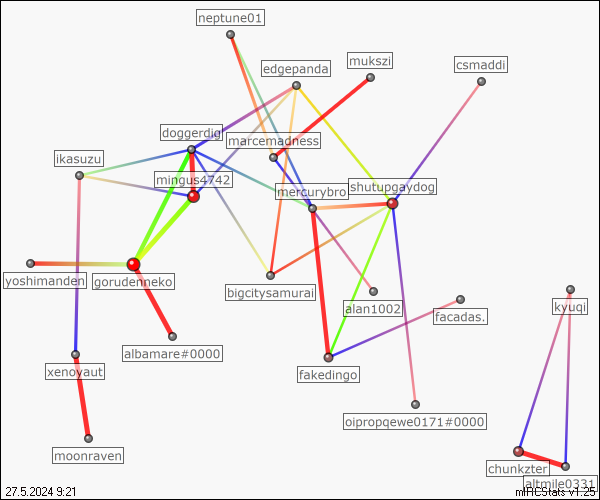 neptune01
mukszi
edgepanda
csmaddi
doggerdig
marcemadness
ikasuzu
mingus4742
mercurybro
shutupgaydog
yoshimanden
gorudenneko
bigcitysamurai
alan1002
facadas.
kyuqi
albamare#0000
xenoyaut
fakedingo
oipropqewe0171#0000
moonraven
chunkzter
altmile0331
27.5.2024 9:21
mIRCStats v1.25